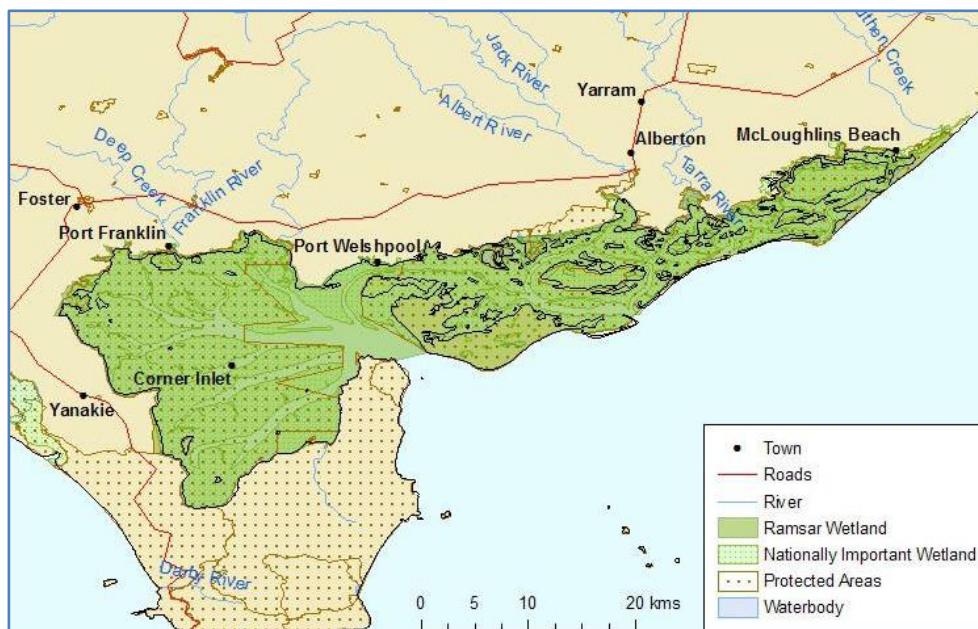 Jack River
uthen Creek
Yarram
Albert River
Alberton
McLoughlins Beach
Deep Creek
Tarra River
Foster
Franklin River
Port Franklin
Port Welshpool
Corner Inlet
Yanakie
Darby River
Town
Roads
River
Ramsar Wetland
Nationally Important Wetland
Protected Areas
Waterbody
0 5 10 20 kms